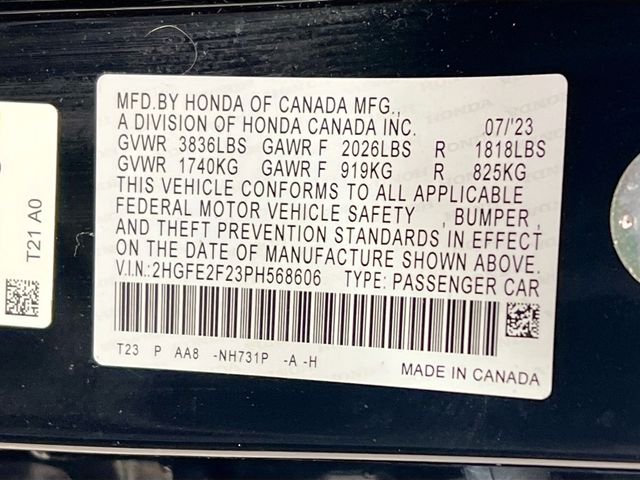 MFD.BY HONDA OF CANADA MFG.,
A DIVISION OF HONDA CANADA INC. 07/'23
GVWR 3836LBS GAWR F 2026LBS R 1818LBS
GVWR 1740KG GAWR F 919KG R 825KG
THIS VEHICLE CONFORMS TO ALL APPLICABLE
FEDERAL MOTOR VEHICLE SAFETY , BUMPER ,
AND THEFT PREVENTION STANDARDS IN EFFECT
ON THE DATE OF MANUFACTURE SHOWN ABOVE.
V.I.N.: 2HGFE2F23PH568606 TYPE: PASSENGER CAR
T23 P AA8 -NH731P -A -H
MADE IN CANADA
T21 A0